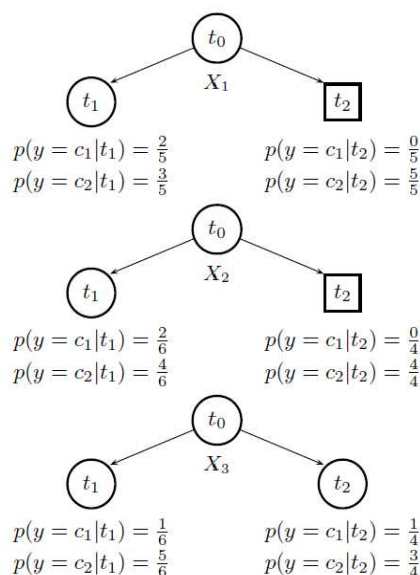 t₀
t₁ X₁ t₂
p(y = c₁|t₁) = 2/5 p(y = c₁|t₂) = 0/5
p(y = c₂|t₁) = 3/5 p(y = c₂|t₂) = 5/5
t₀
t₁ X₂ t₂
p(y = c₁|t₁) = 2/6 p(y = c₁|t₂) = 0/4
p(y = c₂|t₁) = 4/6 p(y = c₂|t₂) = 4/4
t₀
t₁ X₃ t₂
p(y = c₁|t₁) = 1/6 p(y = c₁|t₂) = 1/4
p(y = c₂|t₁) = 5/6 p(y = c₂|t₂) = 3/4